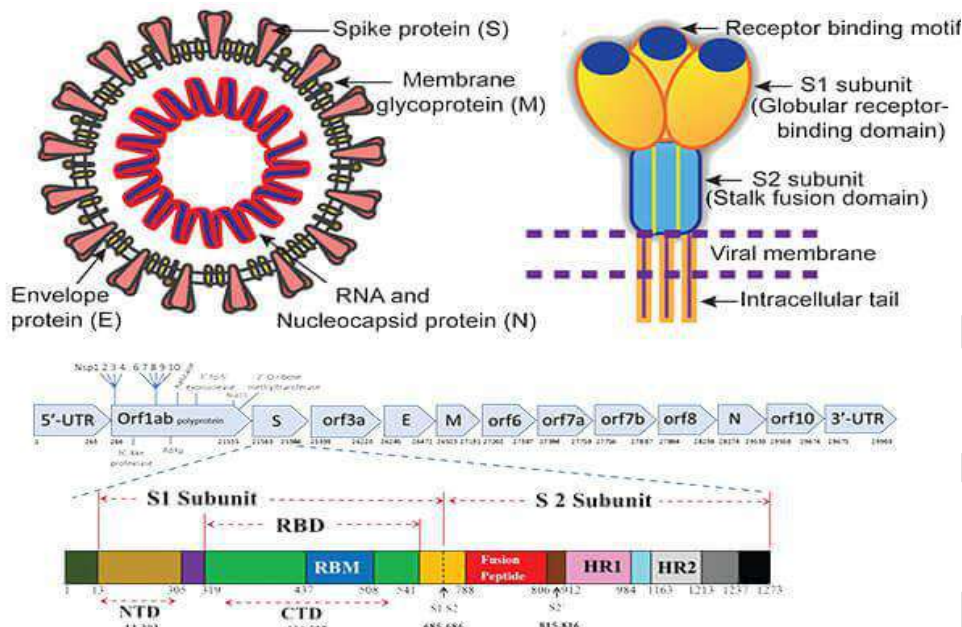 Spike protein (S)
Membrane
glycoprotein (M)
Envelope
protein (E)
RNA and
Nucleocapsid protein (N)
Receptor binding motif
S1 subunit
(Globular receptor-
binding domain)
S2 subunit
(Stalk fusion domain)
Viral membrane
Intracellular tail
Nsp1 2 3 4 6 7 8 9 10
5'-UTR
Orf1ab polyprotein
S
orf3a
E
M
orf6
orf7a
orf7b
orf8
N
orf10
3'-UTR
S1 Subunit
S 2 Subunit
RBD
RBM
Fusion
Peptide
HR1
HR2
1 13 305 319 437 508 541 788 806 912 984 1163 1213 1237 1273
NTD
CTD
S1-S2
685-686
815-816